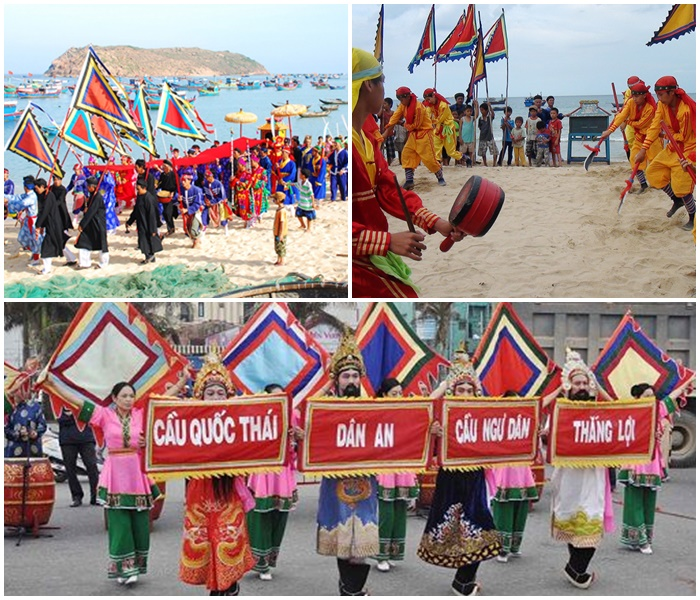 CẦU QUỐC THÁI
DÂN AN
CẦU NGƯ DÂN
THẮNG LỢI